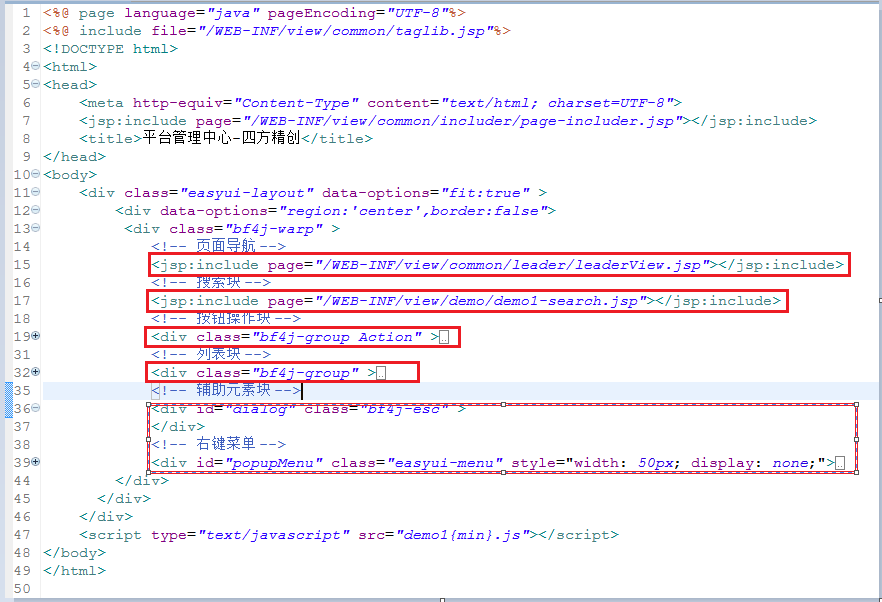 1 <%@ page language="java" pageEncoding="UTF-8"%>
2 <%@ include file="/WEB-INF/view/common/taglib.jsp"%>
3 <!DOCTYPE html>
4 <html>
5 <head>
6 <meta http-equiv="Content-Type" content="text/html; charset=UTF-8">
7 <jsp:include page="/WEB-INF/view/common/includer/page-includer.jsp"></jsp:include>
8 <title>平台管理中心-四方精创</title>
9 </head>
10 <body>
11 <div class="easyui-layout" data-options="fit:true" >
12 <div data-options="region:'center',border:false">
13 <div class="bf4j-warp" >
14 <!-- 页面导航 -->
15 <jsp:include page="/WEB-INF/view/common/leader/leaderView.jsp"></jsp:include>
16 <!-- 搜索块 -->
17 <jsp:include page="/WEB-INF/view/demo/demo1-search.jsp"></jsp:include>
18 <!-- 按钮操作块 -->
19 <div class="bf4j-group Action" >
31 <!-- 列表块 -->
32 <div class="bf4j-group" >
35 <!-- 辅助元素块 -->
36 <div id="dialog" class="bf4j-esc" >
37 </div>
38 <!-- 右键菜单 -->
39 <div id="popupMenu" class="easyui-menu" style="width: 50px; display: none;">
44 </div>
45 </div>
46 </div>
47 <script type="text/javascript" src="demo1{min}.js"></script>
48 </body>
49 </html>
50